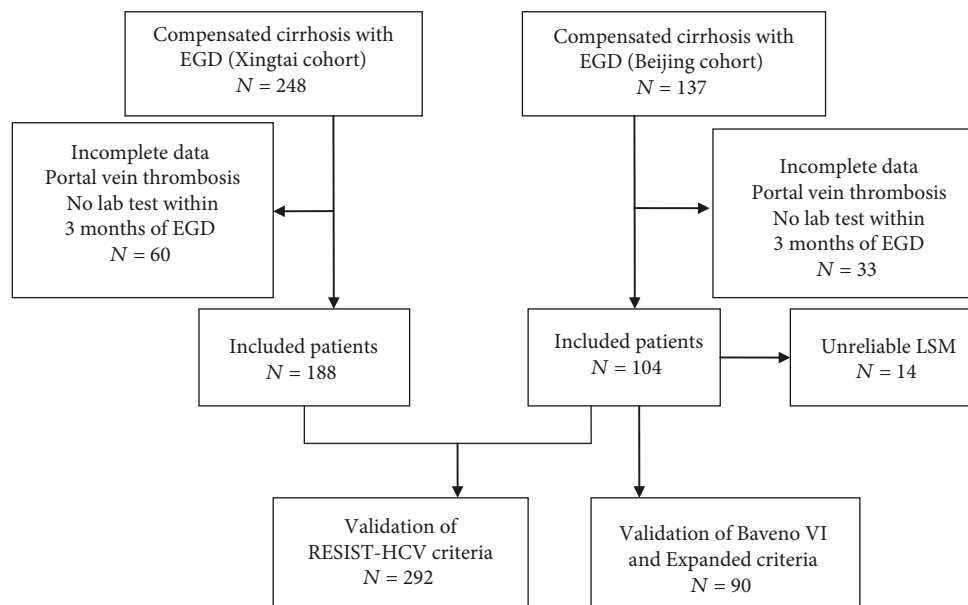 Compensated cirrhosis with
EGD (Xingtai cohort)
N = 248
Compensated cirrhosis with
EGD (Beijing cohort)
N = 137
Incomplete data
Portal vein thrombosis
No lab test within
3 months of EGD
N = 60
Incomplete data
Portal vein thrombosis
No lab test within
3 months of EGD
N = 33
Included patients
N = 188
Included patients
N = 104
Unreliable LSM
N = 14
Validation of
RESIST-HCV criteria
N = 292
Validation of Baveno VI
and Expanded criteria
N = 90